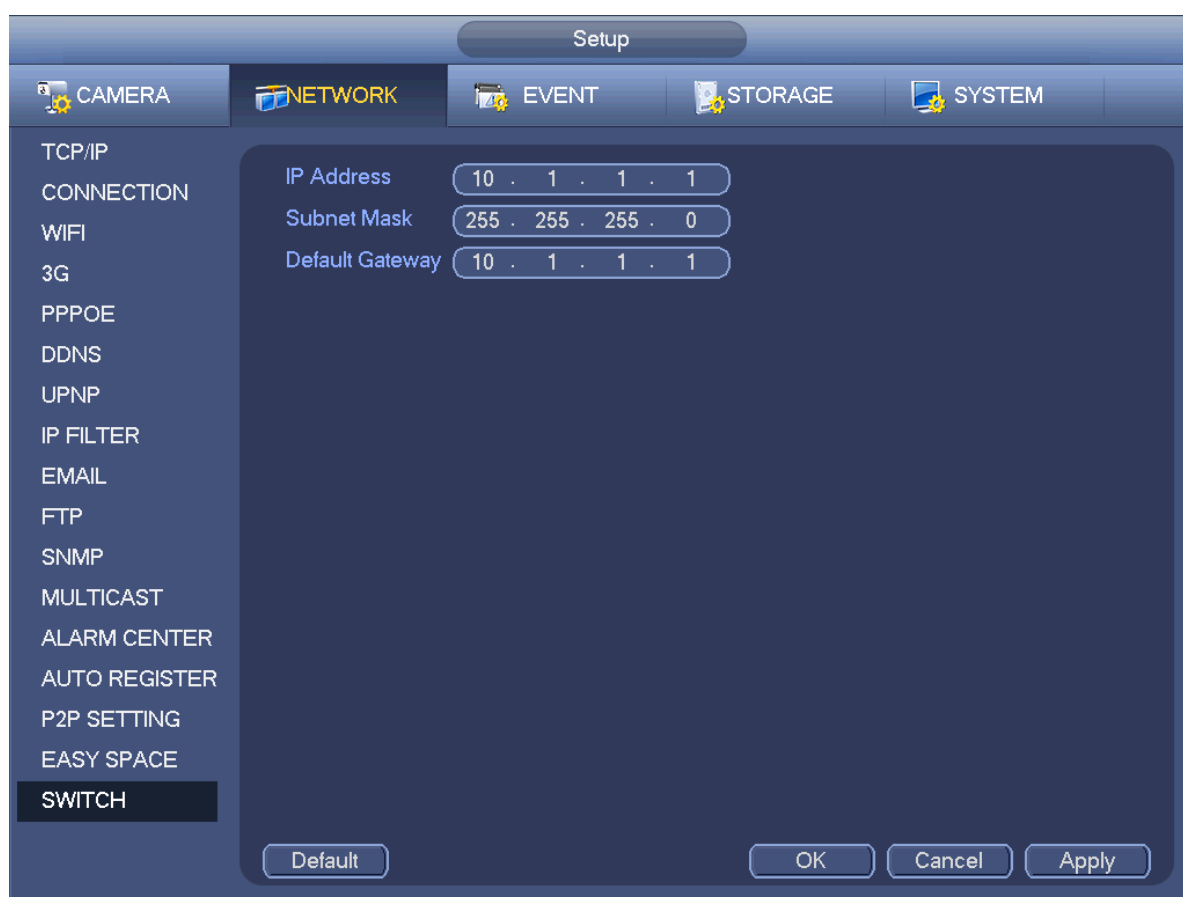 Setup
CAMERA NETWORK EVENT STORAGE SYSTEM
TCP/IP
CONNECTION
WIFI
3G
PPPOE
DDNS
UPNP
IP FILTER
EMAIL
FTP
SNMP
MULTICAST
ALARM CENTER
AUTO REGISTER
P2P SETTING
EASY SPACE
SWITCH
IP Address 10 . 1 . 1 . 1
Subnet Mask 255 . 255 . 255 . 0
Default Gateway 10 . 1 . 1 . 1
Default OK Cancel Apply